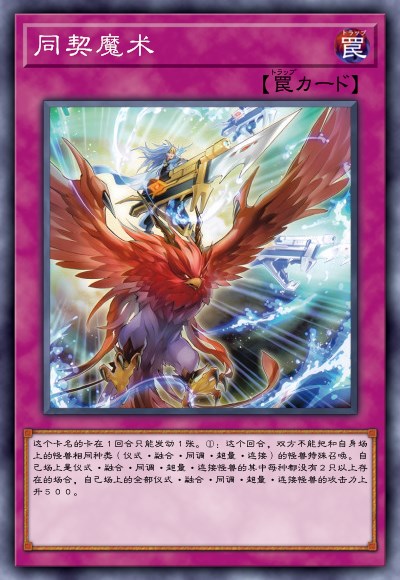 同契魔术
トラップ
罠
トラップ
【罠カード】
这个卡名的卡在1回合只能发动1张。①：这个回合，双方不能把和自身场
上的怪兽相同种类（仪式·融合·同调·超量·连接）的怪兽特殊召唤。自
己场上是仪式·融合·同调·超量·连接怪兽的其中每种都没有2只以上存
在的场合，自己场上的全部仪式·融合·同调·超量·连接怪兽的攻击力上
升500。